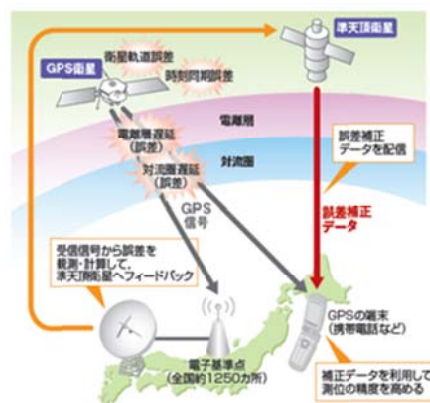 準天頂衛星
衛星軌道誤差
GPS衛星
時刻同期誤差
電離層遅延
(誤差)
電離層
対流圏遅延
(誤差)
対流圏
誤差補正
データを配信
GPS
信号
誤差補正
データ
受信信号から誤差を
観測・計算して、
準天頂衛星へフィードバック
GPSの端末
(携帯電話など)
電子基準点
(全国約1250カ所)
補正データを利用して
測位の精度を高める